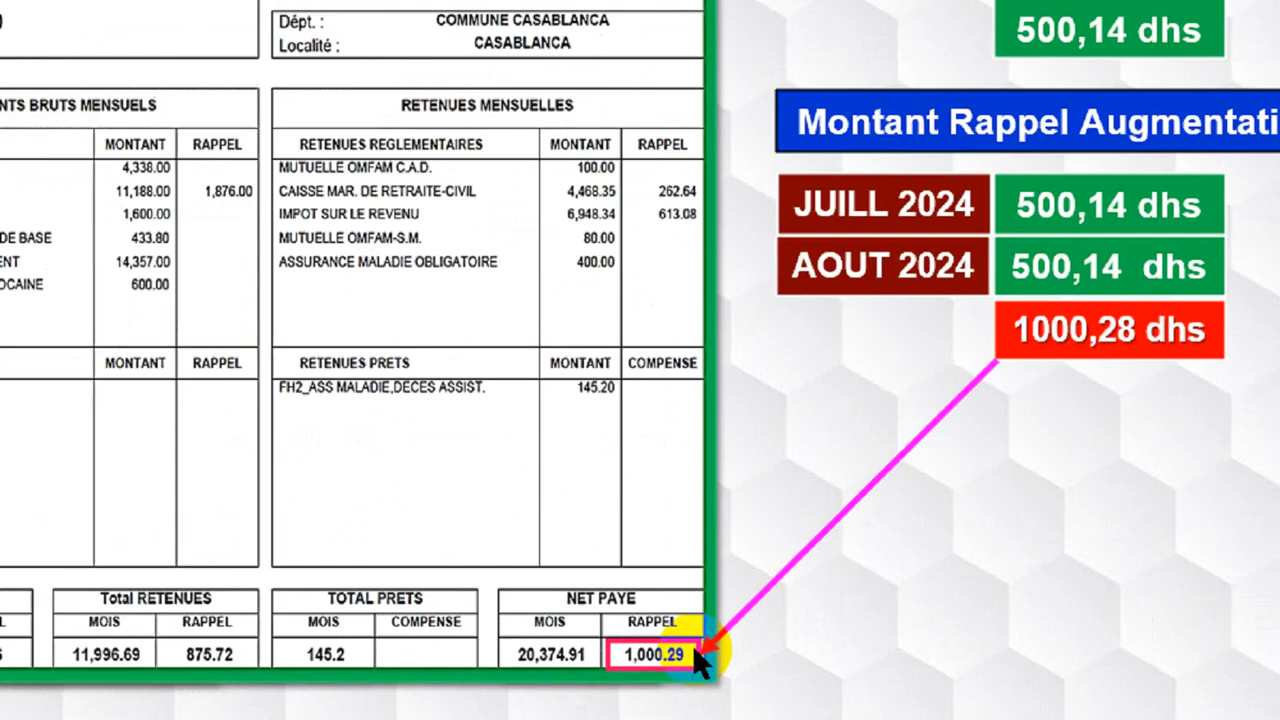 Dépt. : COMMUNE CASABLANCA
Localité : CASABLANCA
NTS BRUTS MENSUELS
MONTANT RAPPEL
4,338.00
11,188.00 1,876.00
1,600.00
DE BASE 433.80
ENT 14,357.00
OCAINE 600.00
MONTANT RAPPEL
RETENUES MENSUELLES
RETENUES REGLEMENTAIRES MONTANT RAPPEL
MUTUELLE OMFAM C.A.D. 100.00
CAISSE MAR. DE RETRAITE-CIVIL 4,468.35 262.64
IMPOT SUR LE REVENU 6,948.34 613.08
MUTUELLE OMFAM-S.M. 80.00
ASSURANCE MALADIE OBLIGATOIRE 400.00
RETENUES PRETS MONTANT COMPENSE
FH2_ASS MALADIE,DECES ASSIST. 145.20
Total RETENUES
MOIS RAPPEL
11,996.69 875.72
TOTAL PRETS
MOIS COMPENSE
145.2
NET PAYE
MOIS RAPPEL
20,374.91 1,000.29
500,14 dhs
Montant Rappel Augmentati
JUILL 2024 500,14 dhs
AOUT 2024 500,14 dhs
1000,28 dhs